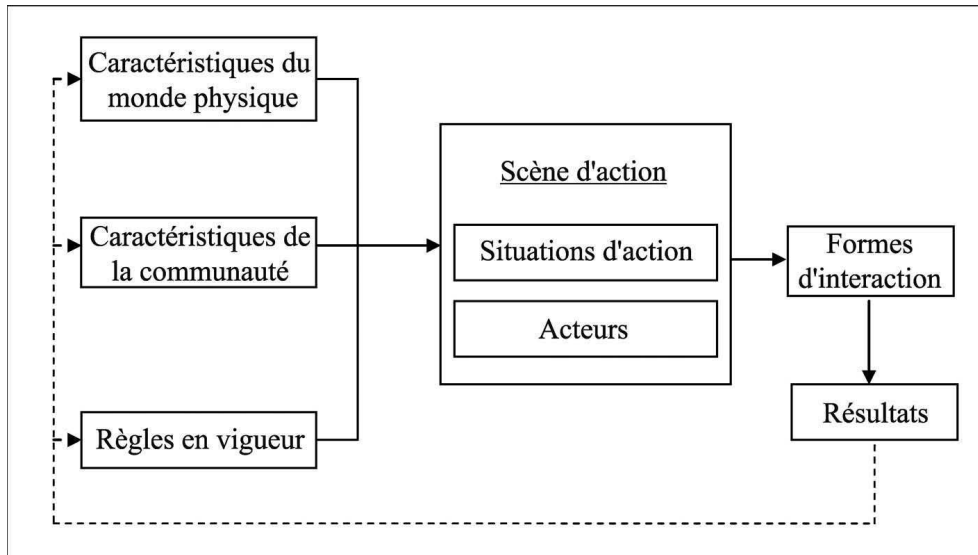 Caractéristiques du
monde physique
Caractéristiques de
la communauté
Règles en vigueur
Scène d'action
Situations d'action
Acteurs
Formes
d'interaction
Résultats